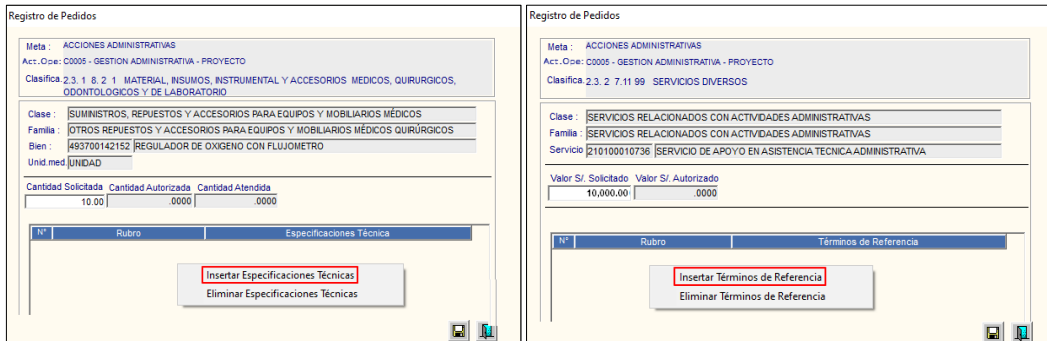 Registro de Pedidos
Meta : ACCIONES ADMINISTRATIVAS
Act.Ope: C0005 - GESTION ADMINISTRATIVA - PROYECTO
Clasifica. 2.3. 1 8. 2 1 MATERIAL, INSUMOS, INSTRUMENTAL Y ACCESORIOS MEDICOS, QUIRURGICOS,
ODONTOLOGICOS Y DE LABORATORIO
Clase : SUMINISTROS, REPUESTOS Y ACCESORIOS PARA EQUIPOS Y MOBILIARIOS MÉDICOS
Familia : OTROS REPUESTOS Y ACCESORIOS PARA EQUIPOS Y MOBILIARIOS MÉDICOS QUIRÚRGICOS
Bien : 493700142152 REGULADOR DE OXIGENO CON FLUJOMETRO
Unid.med. UNIDAD
Cantidad Solicitada Cantidad Autorizada Cantidad Atendida
10.00 .0000 .0000
N° Rubro Especificaciones Técnica
Insertar Especificaciones Técnicas
Eliminar Especificaciones Técnicas
Registro de Pedidos
Meta : ACCIONES ADMINISTRATIVAS
Act.Ope: C0005 - GESTION ADMINISTRATIVA - PROYECTO
Clasifica. 2.3. 2 7.11 99 SERVICIOS DIVERSOS
Clase : SERVICIOS RELACIONADOS CON ACTIVIDADES ADMINISTRATIVAS
Familia : SERVICIOS RELACIONADOS CON ACTIVIDADES ADMINISTRATIVAS
Servicio 210100010736 SERVICIO DE APOYO EN ASISTENCIA TECNICA ADMINISTRATIVA
Valor S/. Solicitado Valor S/. Autorizado
10,000.00 .0000
N° Rubro Términos de Referencia
Insertar Términos de Referencia
Eliminar Términos de Referencia